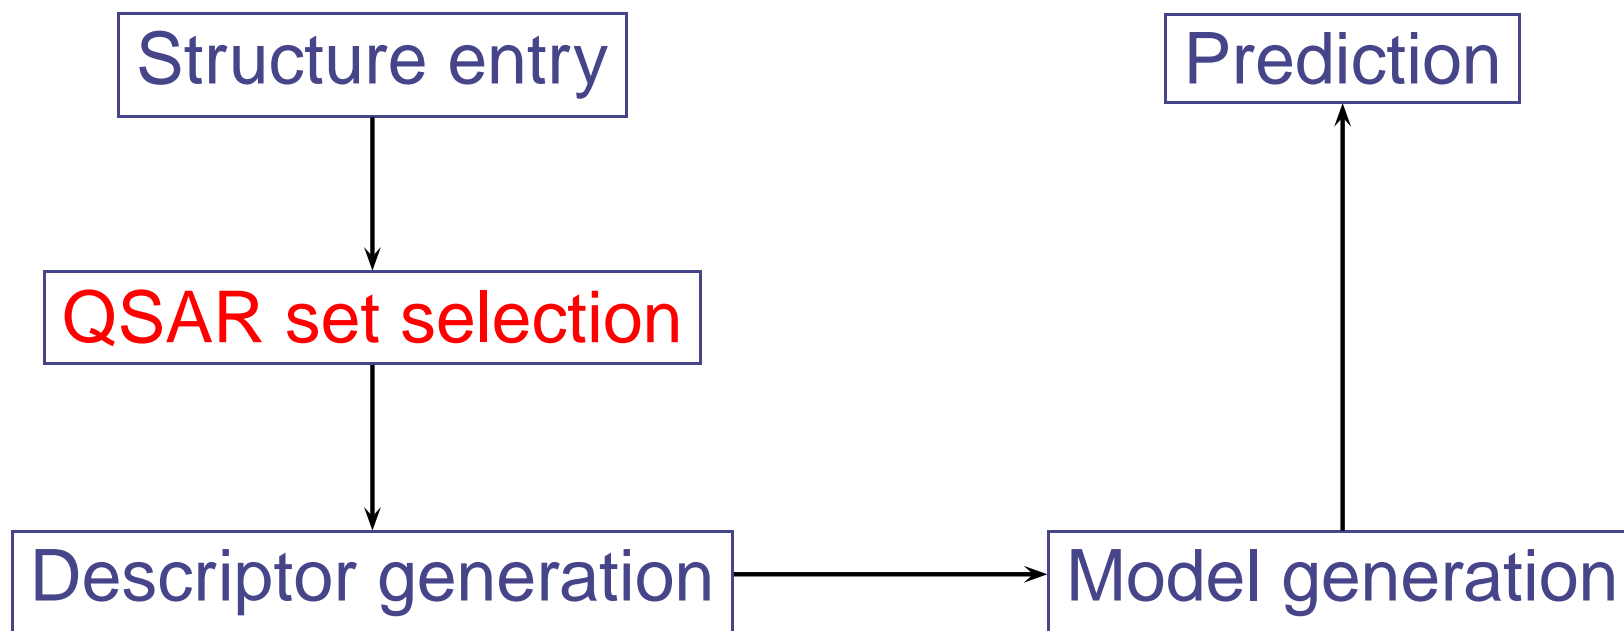 Structure entry
Prediction
QSAR set selection
Descriptor generation
Model generation